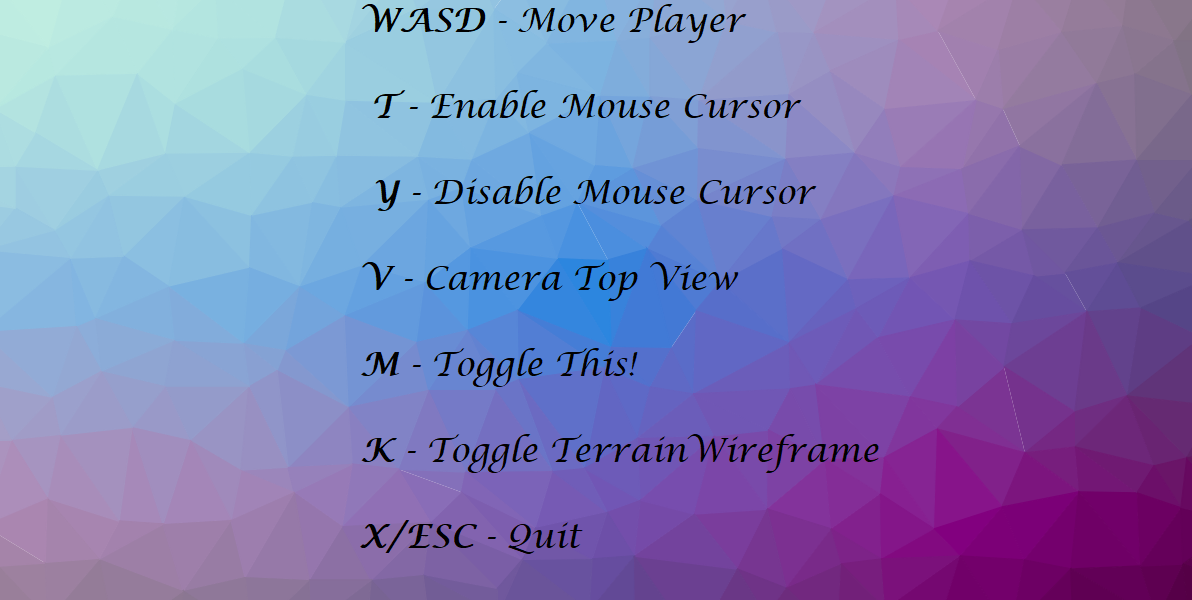 WASD - Move Player
T - Enable Mouse Cursor
Y - Disable Mouse Cursor
V - Camera Top View
M - Toggle This!
K - Toggle TerrainWireframe
X/ESC - Quit